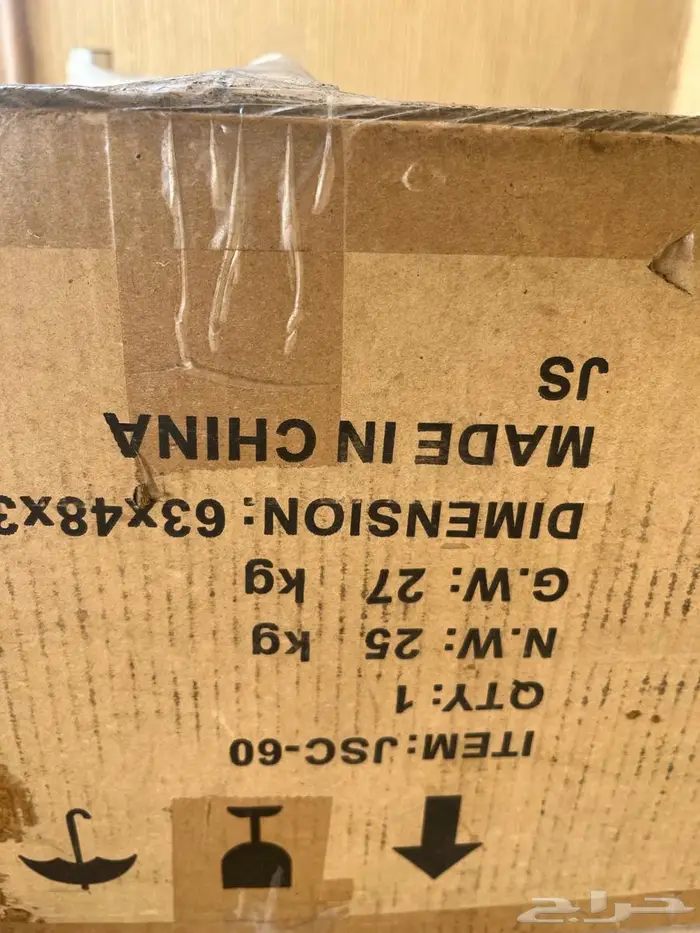 ITEM:JSC-60
QTY: 1
N.W: 25 kg
G.W: 27 kg
DIMENSION: 63x48x3
MADE IN CHINA
JS
حراج